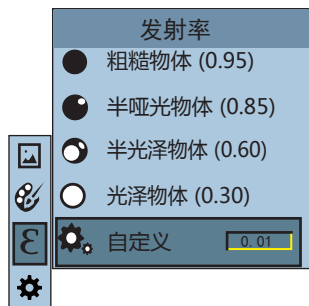 发射率
粗糙物体 (0.95)
半哑光物体 (0.85)
半光泽物体 (0.60)
光泽物体 (0.30)
ε
自定义 0.01